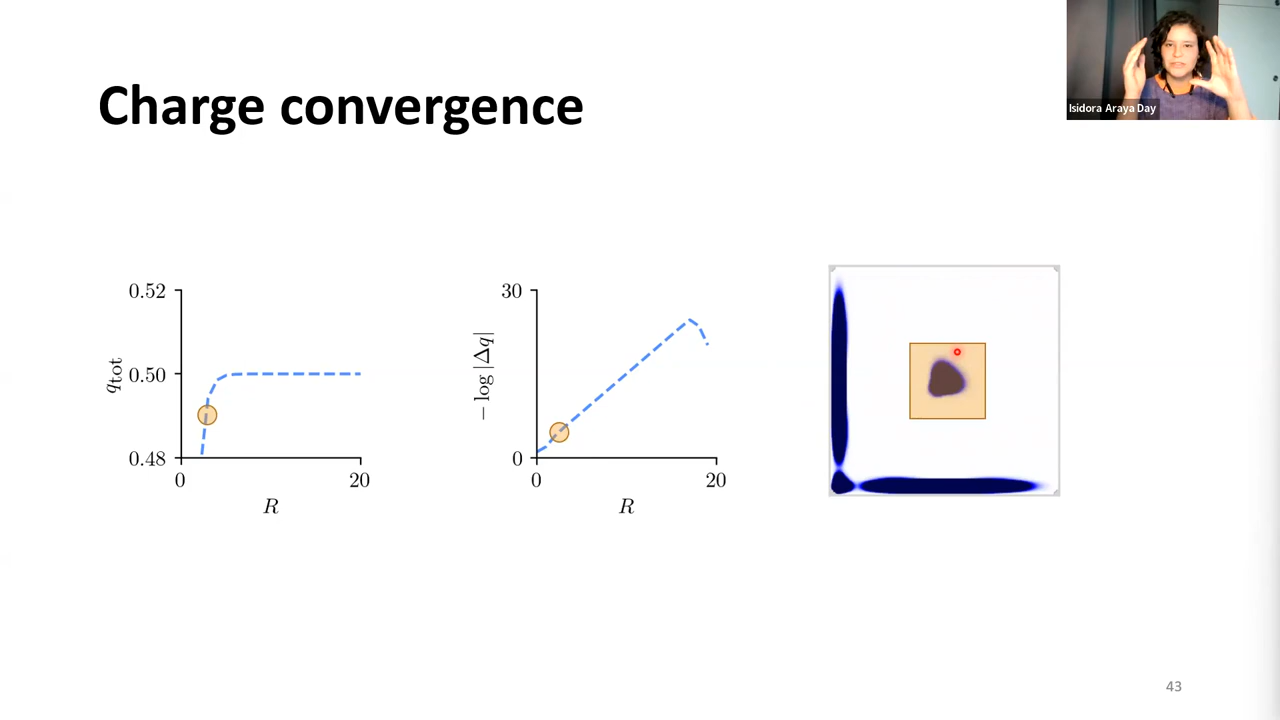 Charge convergence
Isidora Araya Day
0.52
0.50
0.48
q_tot
0
20
R
30
0
− log |Δq|
0
20
R
43